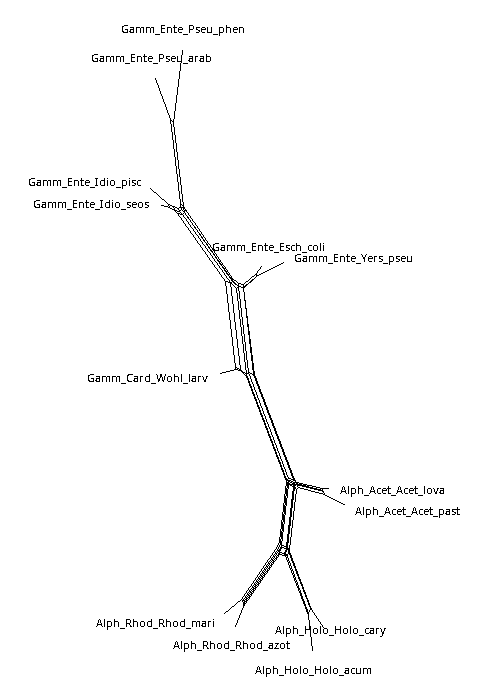 Gamm_Ente_Pseu_phen
Gamm_Ente_Pseu_arab
Gamm_Ente_Idio_pisc
Gamm_Ente_Idio_seos
Gamm_Ente_Esch_coli
Gamm_Ente_Yers_pseu
Gamm_Card_Wohl_larv
Alph_Acet_Acet_lova
Alph_Acet_Acet_past
Alph_Rhod_Rhod_mari
Alph_Holo_Holo_cary
Alph_Rhod_Rhod_azot
Alph_Holo_Holo_acum